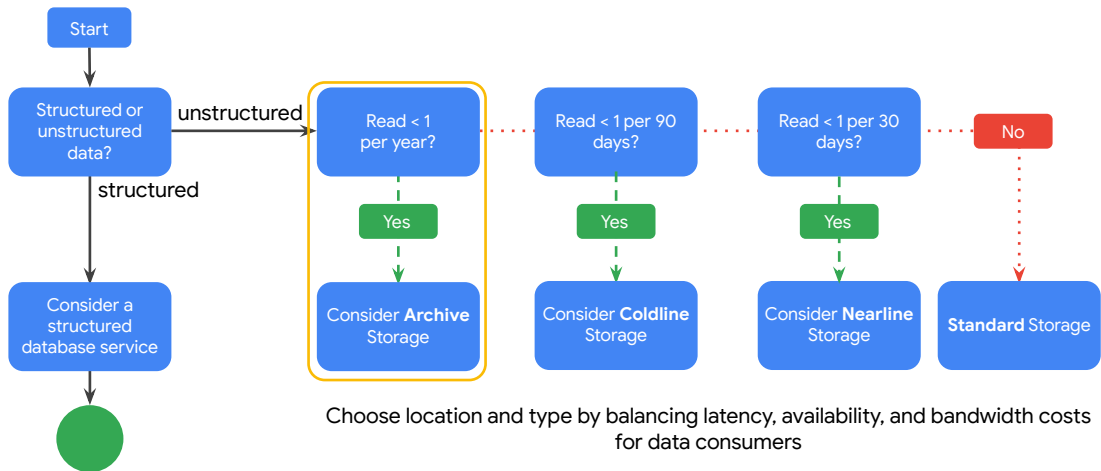 Start
Structured or
unstructured
data?
unstructured
structured
Consider a
structured
database service
Read < 1
per year?
Yes
Consider Archive
Storage
Read < 1 per 90
days?
Yes
Consider Coldline
Storage
Read < 1 per 30
days?
Yes
Consider Nearline
Storage
No
Standard Storage
Choose location and type by balancing latency, availability, and bandwidth costs
for data consumers